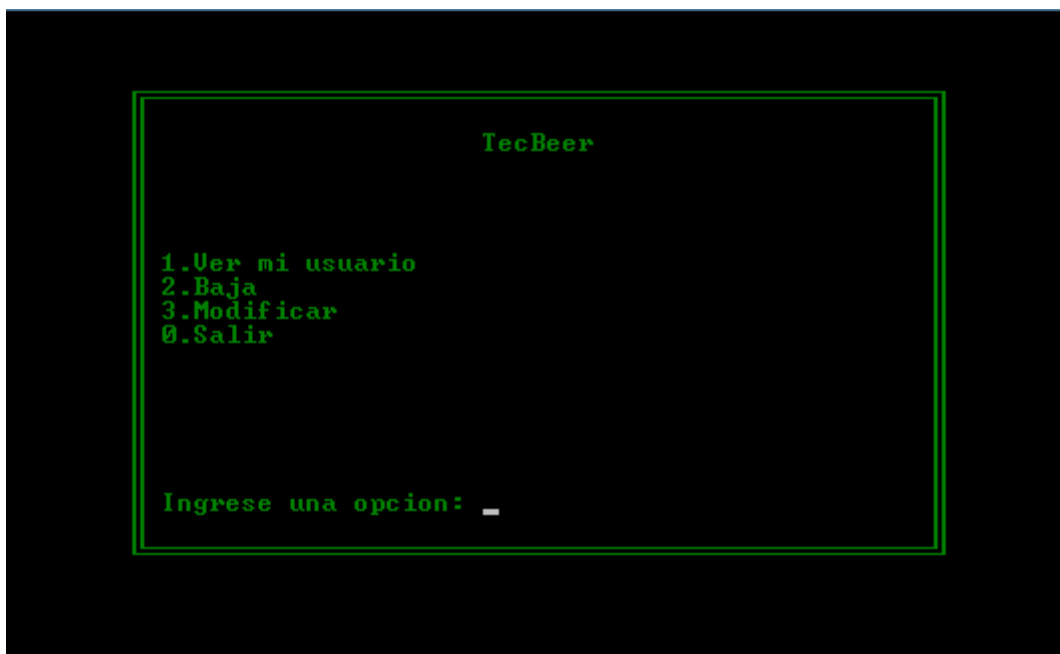 TecBeer
1.Ver mi usuario
2.Baja
3.Modificar
0.Salir
Ingrese una opcion: